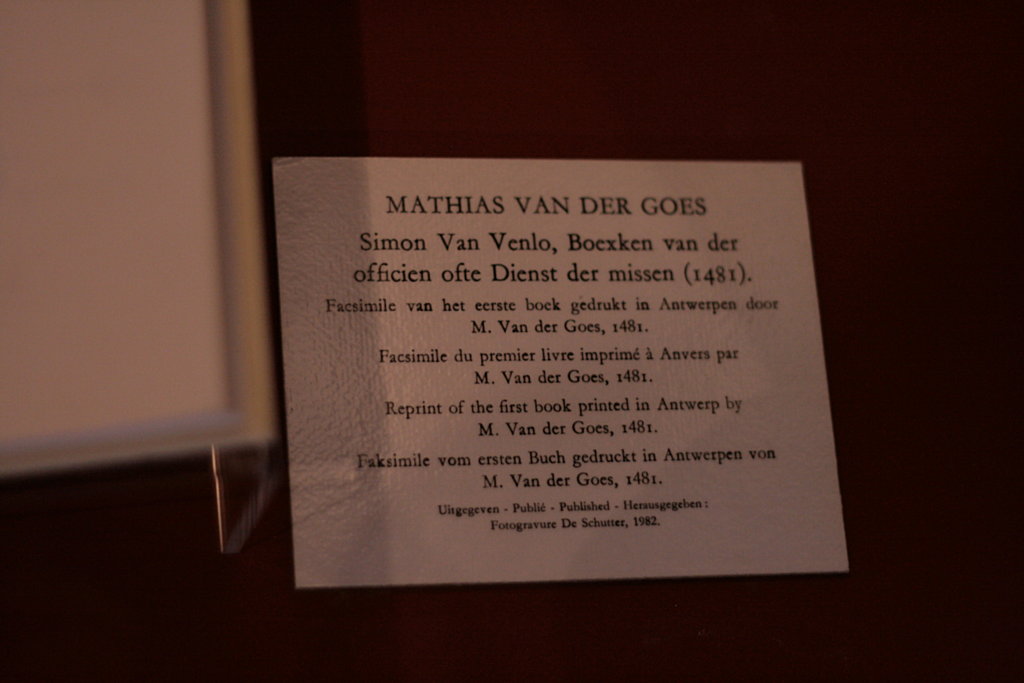 MATHIAS VAN DER GOES
Simon Van Venlo, Boexken van der
officien ofte Dienst der missen (1481).
Facsimile van het eerste boek gedrukt in Antwerpen door
M. Van der Goes, 1481.
Facsimile du premier livre imprimé à Anvers par
M. Van der Goes, 1481.
Reprint of the first book printed in Antwerp by
M. Van der Goes, 1481.
Faksimile vom ersten Buch gedruckt in Antwerpen von
M. Van der Goes, 1481.
Uitgegeven - Publié - Published - Herausgegeben :
Fotogravure De Schutter, 1982.